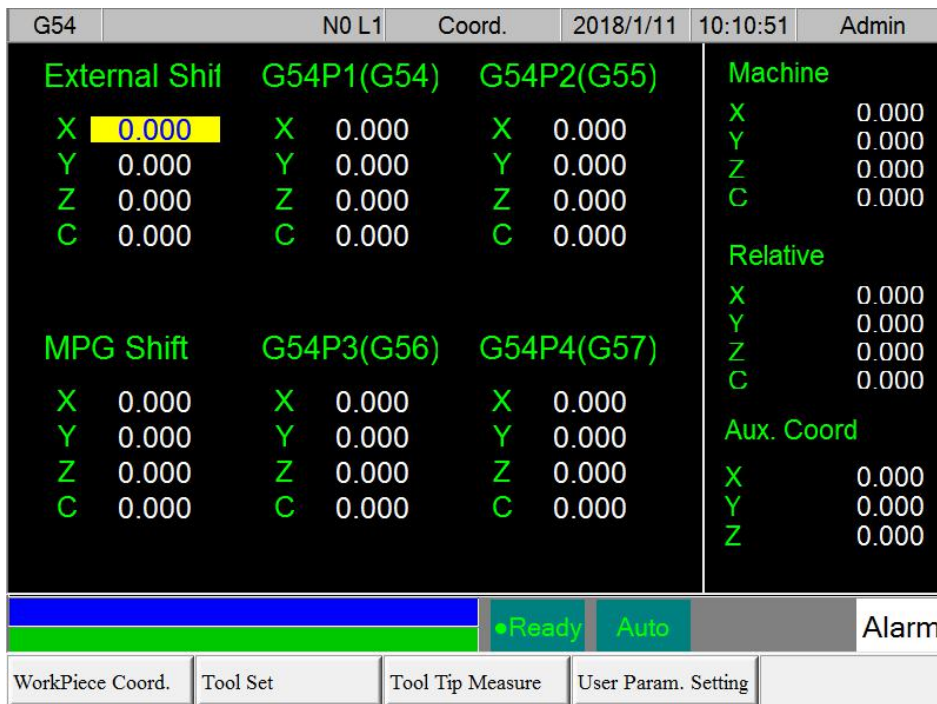 G54 N0 L1 Coord. 2018/1/11 10:10:51 Admin
External Shif G54P1(G54) G54P2(G55)
X 0.000 X 0.000 X 0.000
Y 0.000 Y 0.000 Y 0.000
Z 0.000 Z 0.000 Z 0.000
C 0.000 C 0.000 C 0.000
MPG Shift G54P3(G56) G54P4(G57)
X 0.000 X 0.000 X 0.000
Y 0.000 Y 0.000 Y 0.000
Z 0.000 Z 0.000 Z 0.000
C 0.000 C 0.000 C 0.000
Machine
X 0.000
Y 0.000
Z 0.000
C 0.000
Relative
X 0.000
Y 0.000
Z 0.000
C 0.000
Aux. Coord
X 0.000
Y 0.000
Z 0.000
●Ready Auto Alarm
WorkPiece Coord. Tool Set Tool Tip Measure User Param. Setting